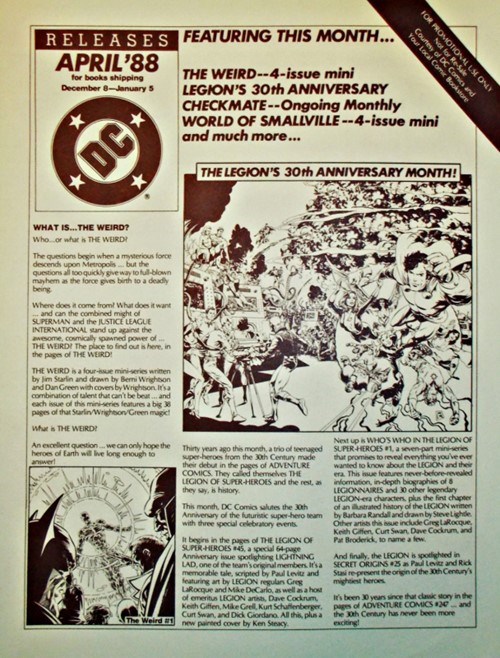 RELEASES
APRIL '88
for books shipping
December 8—January 5
DC
®
FEATURING THIS MONTH...
THE WEIRD--4-issue mini
LEGION'S 30th ANNIVERSARY
CHECKMATE--Ongoing Monthly
WORLD OF SMALLVILLE--4-issue mini
and much more...
FOR PROMOTIONAL USE ONLY
Not for Re-Sale
Courtesy of DC Comics and
Your Local Comic Bookstore
THE LEGION'S 30th ANNIVERSARY MONTH!
WHAT IS...THE WEIRD?
Who...or what is THE WEIRD?
The questions begin when a mysterious force
descends upon Metropolis ... but the
questions all too quickly give way to full-blown
mayhem as the force gives birth to a deadly
being.
Where does it come from? What does it want
... and can the combined might of
SUPERMAN and the JUSTICE LEAGUE
INTERNATIONAL stand up against the
awesome, cosmically spawned power of ...
THE WEIRD? The place to find out is here, in
the pages of THE WEIRD!
THE WEIRD is a four-issue mini-series written
by Jim Starlin and drawn by Berni Wrightson
and Dan Green with covers by Wrightson. It's a
combination of talent that can't be beat ... and
each issue of this mini-series features a big 38
pages of that Starlin/Wrightson/Green magic!
What is THE WEIRD?
An excellent question ... we can only hope the
heroes of Earth will live long enough to
answer!
The Weird #1
Thirty years ago this month, a trio of teenaged
super-heroes from the 30th Century made
their debut in the pages of ADVENTURE
COMICS. They called themselves THE
LEGION OF SUPER-HEROES and the rest, as
they say, is history.
This month, DC Comics salutes the 30th
Anniversary of the futuristic super-hero team
with three special celebratory events.
It begins in the pages of THE LEGION OF
SUPER-HEROES #45, a special 64-page
Anniversary issue spotlighting LIGHTNING
LAD, one of the team's original members. It's a
memorable tale, scripted by Paul Levitz and
featuring art by LEGION regulars Greg
LaRocque and Mike DeCarlo, as well as a host
of emeritus LEGION artists, Dave Cockrum,
Keith Giffen, Mike Grell, Kurt Schaffenberger,
Curt Swan, and Dick Giordano. All this, plus a
new painted cover by Ken Steacy.
Next up is WHO'S WHO IN THE LEGION OF
SUPER-HEROES #1, a seven-part mini-series
that promises to reveal everything you've ever
wanted to know about the LEGION and their
era. This issue features never-before-revealed
information, in-depth biographies of 8
LEGIONNAIRES and 30 other legendary
LEGION-era characters, plus the first chapter
of an illustrated history of the LEGION written
by Barbara Randall and drawn by Steve Lightle.
Other artists this issue include Greg LaRocque,
Keith Giffen, Curt Swan, Dave Cockrum, and
Pat Broderick, to name a few.
And finally, the LEGION is spotlighted in
SECRET ORIGINS #25 as Paul Levitz and Rick
Stasi re-present the origin of the 30th Century's
mightiest heroes.
It's been 30 years since that classic story in the
pages of ADVENTURE COMICS #247 ... and
the 30th Century has never been more
exciting!